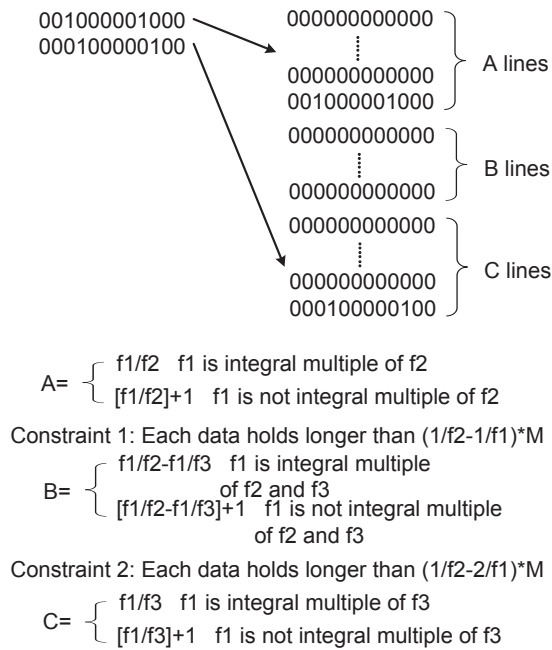 001000001000
000100000100
000000000000
000000000000
001000001000
A lines
000000000000
000000000000
B lines
000000000000
000000000000
000100000100
C lines
A= { f1/f2 f1 is integral multiple of f2
[f1/f2]+1 f1 is not integral multiple of f2
Constraint 1: Each data holds longer than (1/f2-1/f1)*M
B= { f1/f2-f1/f3 f1 is integral multiple
of f2 and f3
[f1/f2-f1/f3]+1 f1 is not integral multiple
of f2 and f3
Constraint 2: Each data holds longer than (1/f2-2/f1)*M
C= { f1/f3 f1 is integral multiple of f3
[f1/f3]+1 f1 is not integral multiple of f3